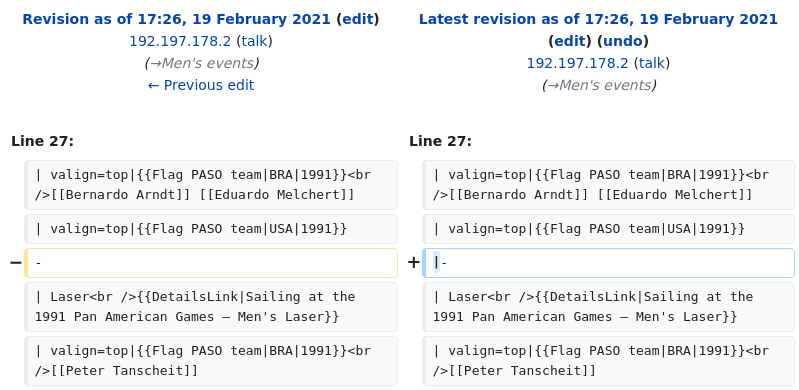 Revision as of 17:26, 19 February 2021 (edit)
192.197.178.2 (talk)
(→Men's events)
← Previous edit
Latest revision as of 17:26, 19 February 2021
(edit) (undo)
192.197.178.2 (talk)
(→Men's events)
Line 27:
Line 27:
| valign=top|{{Flag PASO team|BRA|1991}}<br
/>[[Bernardo Arndt]] [[Eduardo Melchert]]
| valign=top|{{Flag PASO team|BRA|1991}}<br
/>[[Bernardo Arndt]] [[Eduardo Melchert]]
| valign=top|{{Flag PASO team|USA|1991}}
| valign=top|{{Flag PASO team|USA|1991}}
− -
+ |-
| Laser<br />{{DetailsLink|Sailing at the
1991 Pan American Games – Men's Laser}}
| Laser<br />{{DetailsLink|Sailing at the
1991 Pan American Games – Men's Laser}}
| valign=top|{{Flag PASO team|BRA|1991}}<br
/>[[Peter Tanscheit]]
| valign=top|{{Flag PASO team|BRA|1991}}<br
/>[[Peter Tanscheit]]